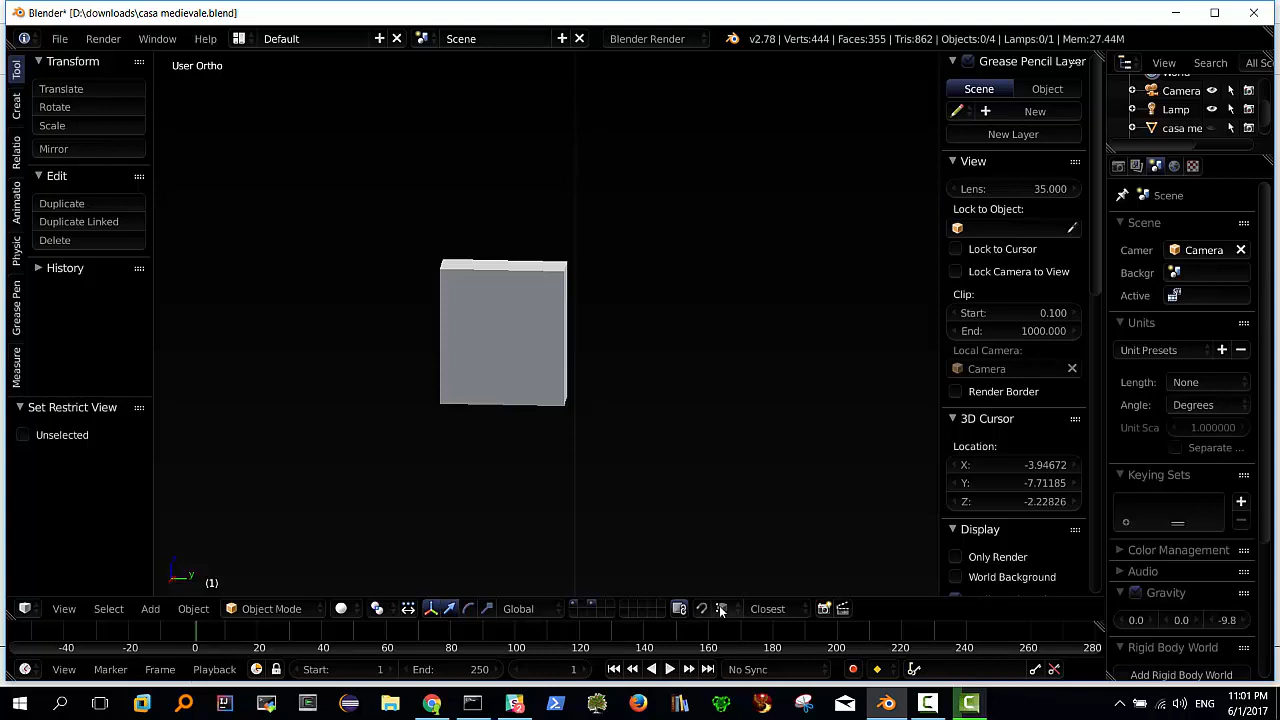 Blender* [D:\downloads\casa medievale.blend]
File Render Window Help Default Scene Blender Render v2.78 | Verts:444 | Faces:355 | Tris:862 | Objects:0/4 | Lamps:0/1 | Mem:27.44M
Tool
Creat
Relatio
Animatio
Physic
Grease Pen
Measure
Transform
Translate
Rotate
Scale
Mirror
Edit
Duplicate
Duplicate Linked
Delete
History
Set Restrict View
Unselected
User Ortho
y
(1)
Grease Pencil Layer
Scene Object
New
New Layer
View
Lens: 35.000
Lock to Object:
Lock to Cursor
Lock Camera to View
Clip:
Start: 0.100
End: 1000.000
Local Camera:
Camera
Render Border
3D Cursor
Location:
X: -3.94672
Y: -7.71185
Z: -2.22826
Display
Only Render
World Background
View Search All Sc
World
Camera
Lamp
casa me
Scene
Scene
Camer Camera
Backgr
Active
Units
Unit Presets
Length: None
Angle: Degrees
Unit Sca 1.000000
Separate ...
Keying Sets
Color Management
Audio
Gravity
0.0 0.0 -9.8
Rigid Body World
Add Rigid Body World
View Select Add Object Object Mode Global Closest
-40 -20 0 20 40 60 80 100 120 140 160 180 200 220 240 260 280
View Marker Frame Playback Start: 1 End: 250 1 No Sync
ENG
11:01 PM
6/1/2017